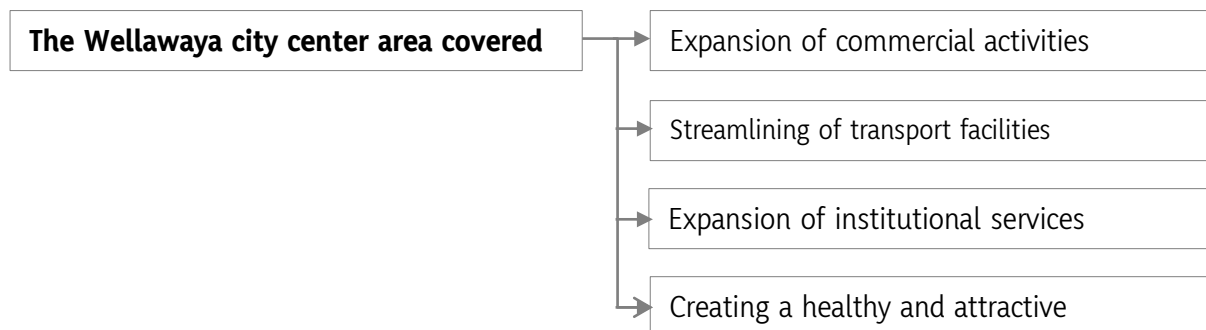 The Wellawaya city center area covered
Expansion of commercial activities
Streamlining of transport facilities
Expansion of institutional services
Creating a healthy and attractive